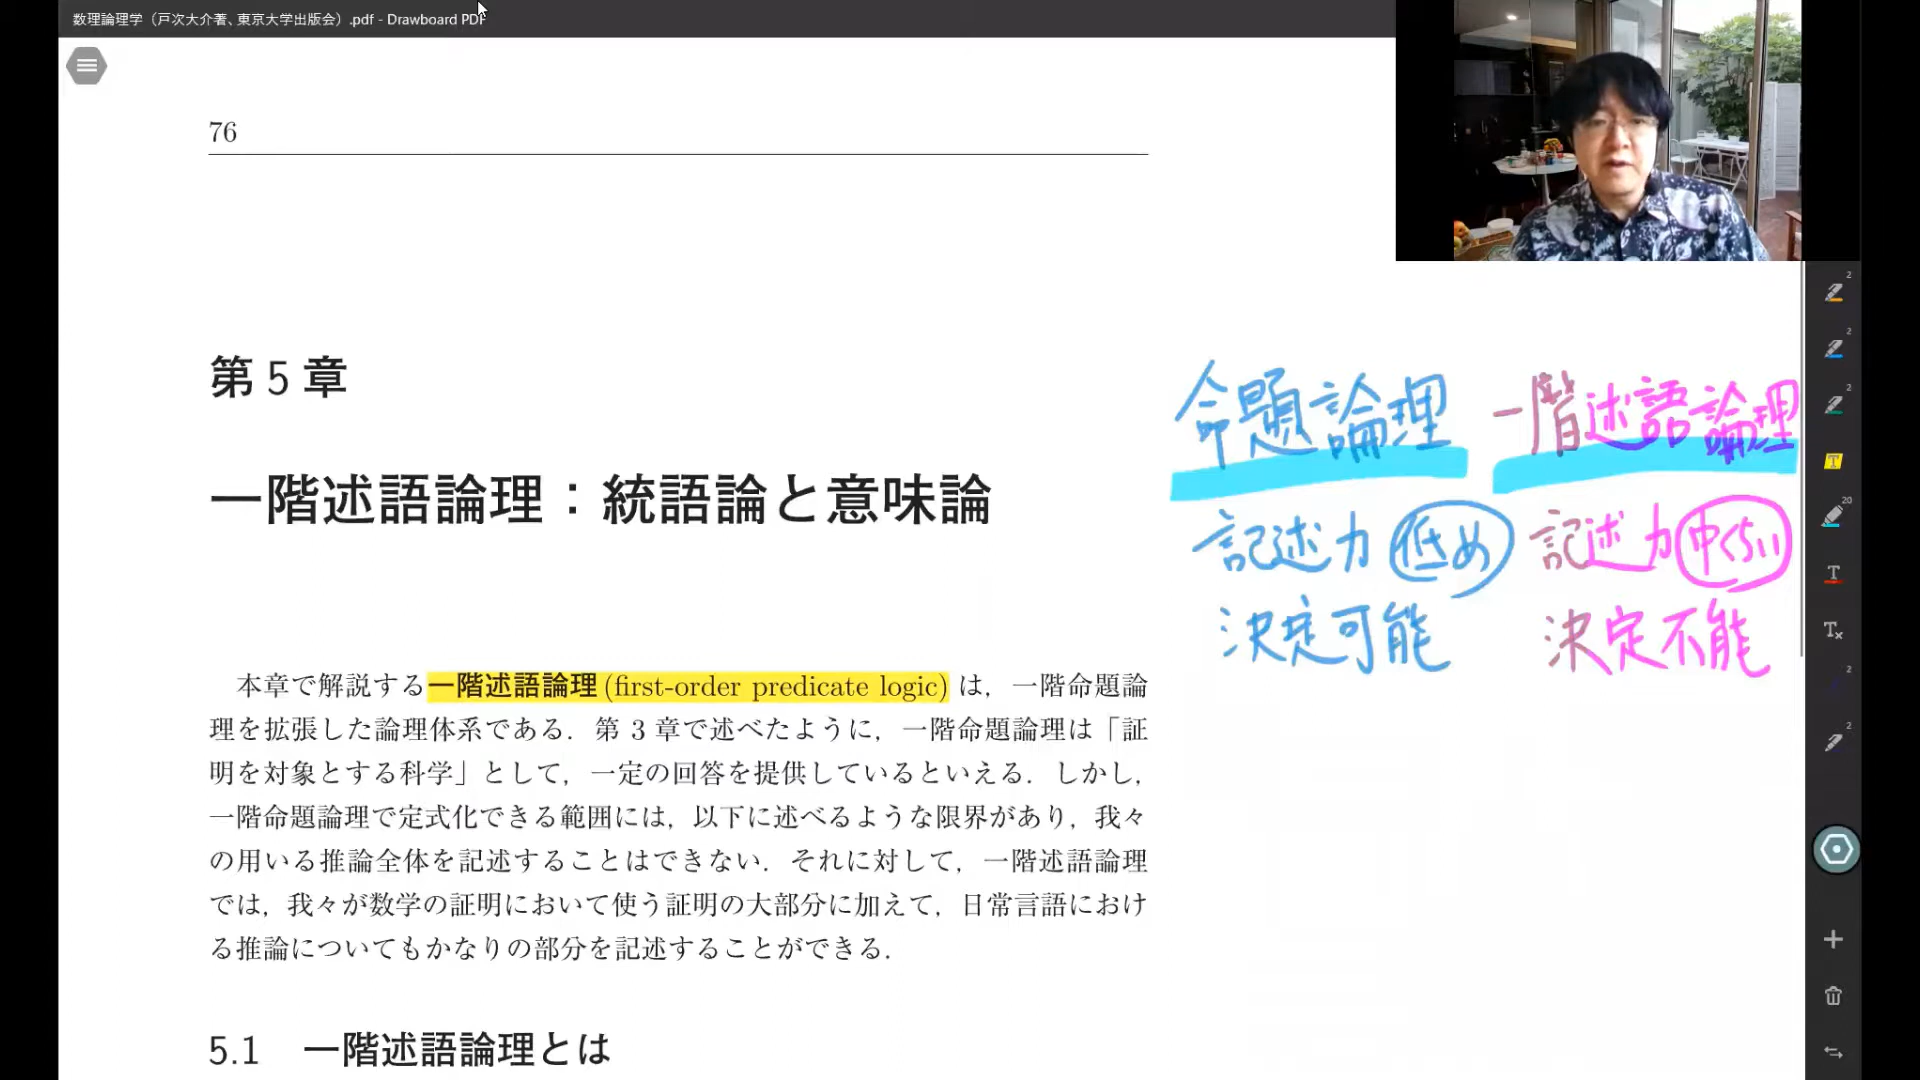 数理論理学（戸次大介著、東京大学出版会）.pdf - Drawboard PDF
76
第 5 章
一階述語論理：統語論と意味論
命題論理 一階述語論理
記述力 低め 記述力 中くらい
決定可能 決定不能
本章で解説する一階述語論理 (first-order predicate logic) は，一階命題論
理を拡張した論理体系である．第 3 章で述べたように，一階命題論理は「証
明を対象とする科学」として，一定の回答を提供しているといえる．しかし，
一階命題論理で定式化できる範囲には，以下に述べるような限界があり，我々
の用いる推論全体を記述することはできない．それに対して，一階述語論理
では，我々が数学の証明において使う証明の大部分に加えて，日常言語におけ
る推論についてもかなりの部分を記述することができる．
5.1 一階述語論理とは
2
2
2
T
20
T
Tx
2
2